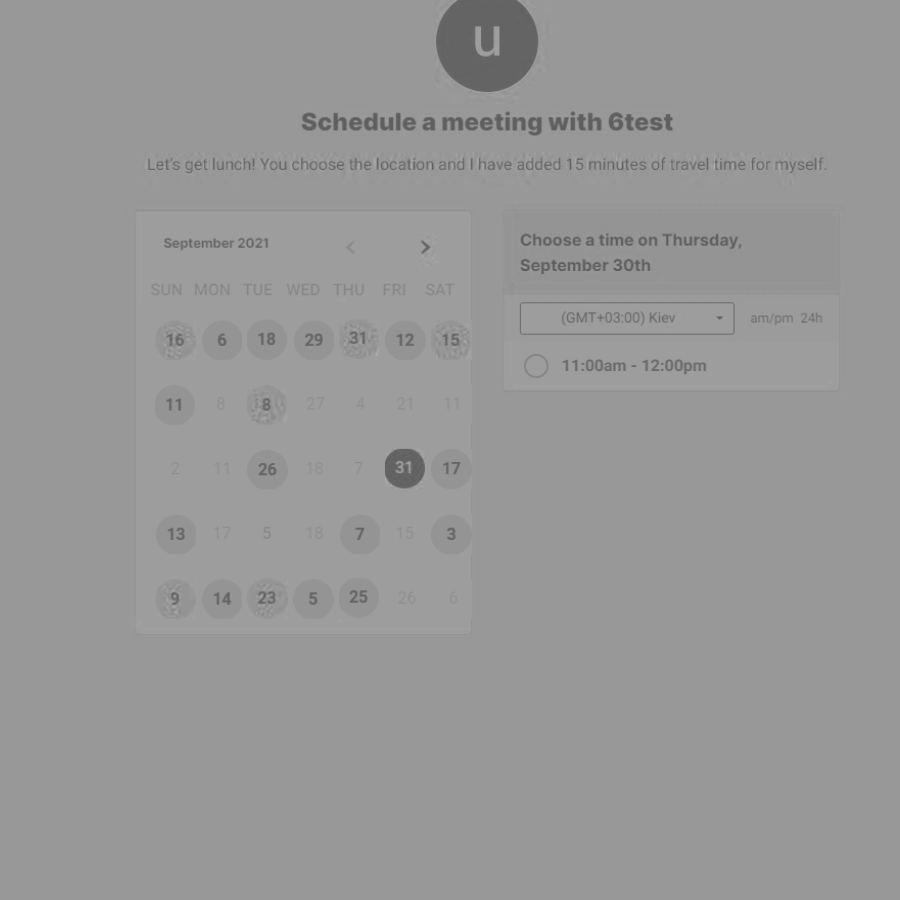 u
Schedule a meeting with 6test
Let's get lunch! You choose the location and I have added 15 minutes of travel time for myself.
September 2021
SUN MON TUE WED THU FRI SAT
16 6 18 29 31 12 15
11 8 8 27 4 21 11
2 11 26 18 7 31 17
13 17 5 18 7 15 3
9 14 23 5 25 26 6
Choose a time on Thursday,
September 30th
(GMT+03:00) Kiev am/pm 24h
11:00am - 12:00pm